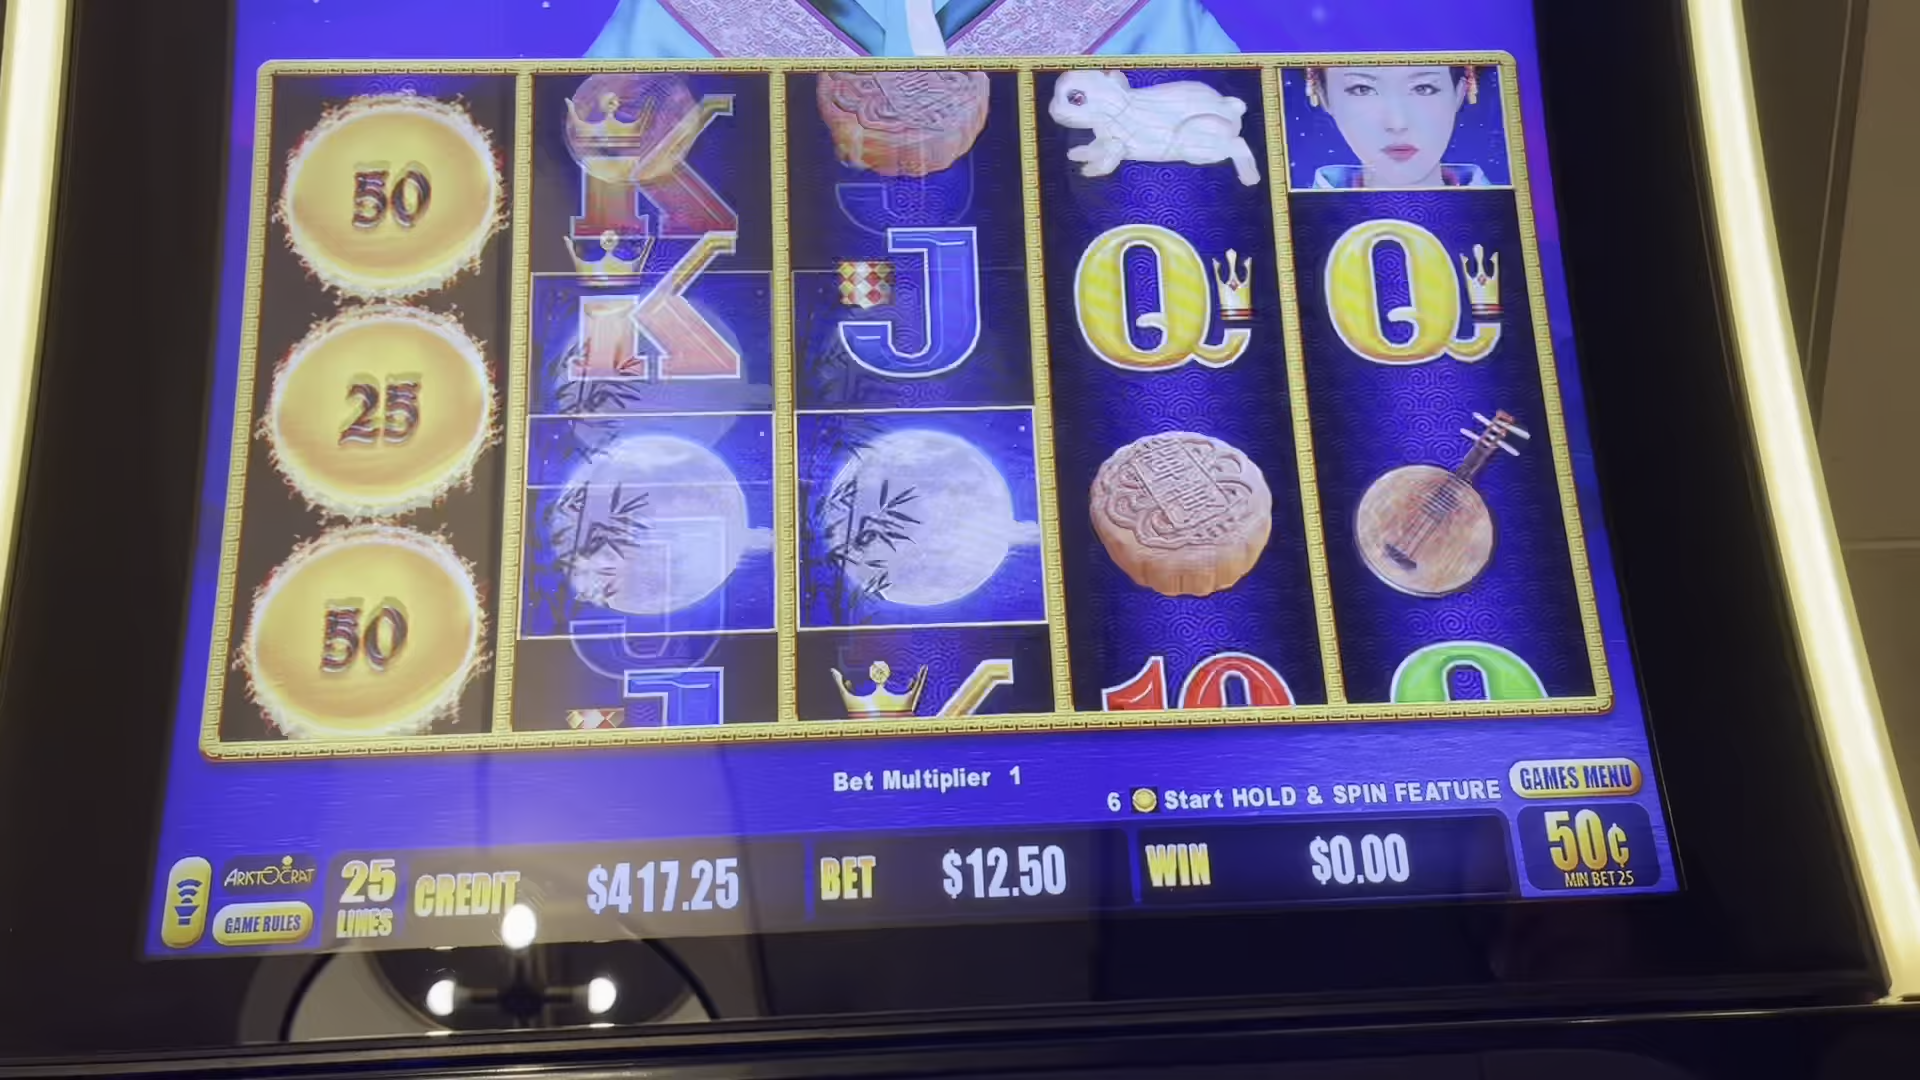 50
K
K
J
Q
Q
25
50
J
10
Bet Multiplier 1
6 Start HOLD & SPIN FEATURE
GAMES MENU
ARISTOCRAT
GAME RULES
25 LINES
CREDIT $417.25
BET $12.50
WIN $0.00
50¢
MIN BET 25